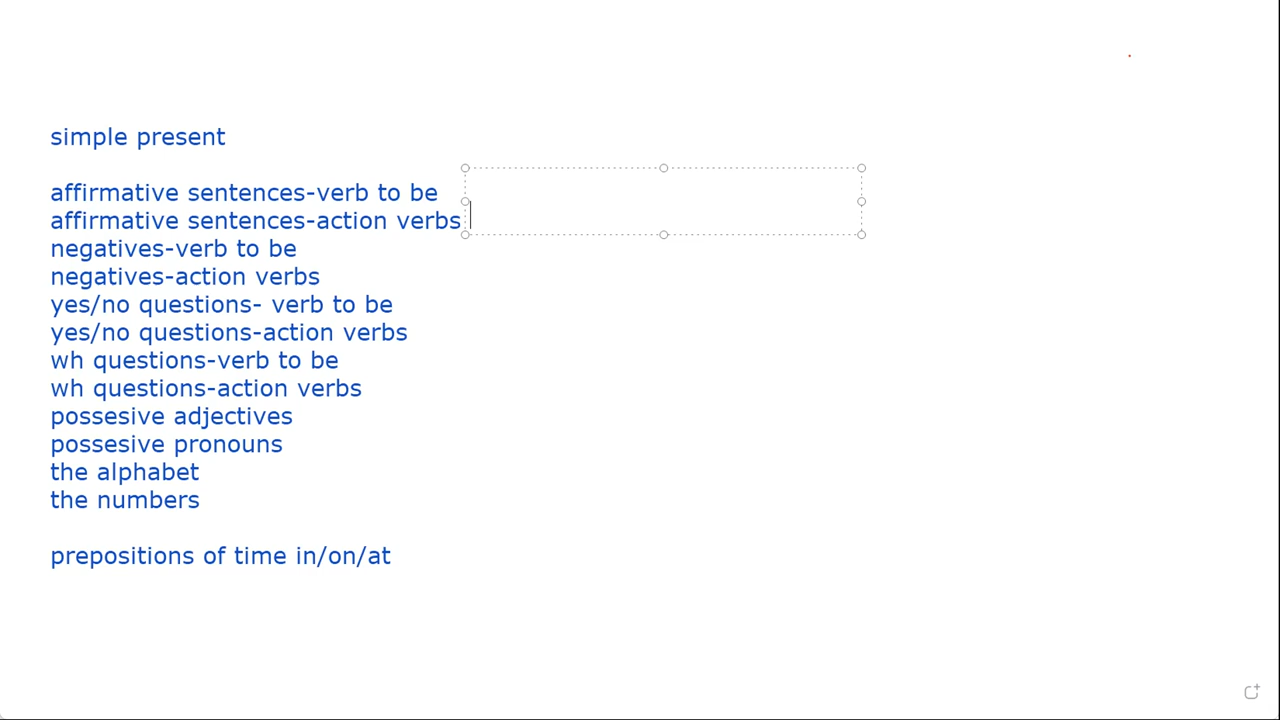 simple present
affirmative sentences-verb to be
affirmative sentences-action verbs
negatives-verb to be
negatives-action verbs
yes/no questions- verb to be
yes/no questions-action verbs
wh questions-verb to be
wh questions-action verbs
possesive adjectives
possesive pronouns
the alphabet
the numbers
prepositions of time in/on/at